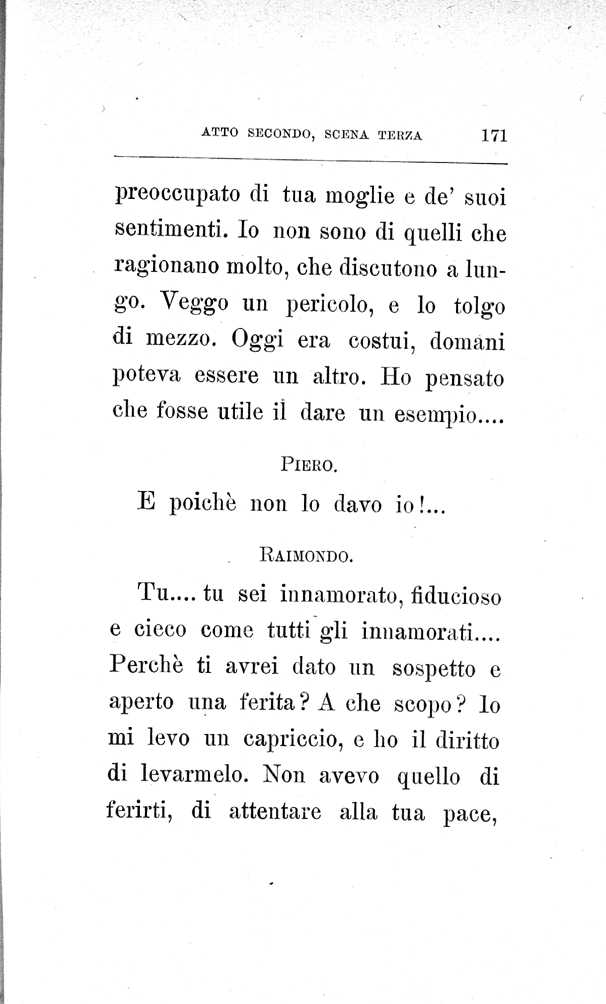 ATTO SECONDO, SCENA TERZA 171
preoccupato di tua moglie e de' suoi
sentimenti. Io non sono di quelli che
ragionano molto, che discutono a lun-
go. Veggo un pericolo, e lo tolgo
di mezzo. Oggi era costui, domani
poteva essere un altro. Ho pensato
che fosse utile il dare un esempio....
PIERO.
E poichè non lo davo io!...
RAIMONDO.
Tu.... tu sei innamorato, fiducioso
e cieco come tutti gli innamorati....
Perchè ti avrei dato un sospetto e
aperto una ferita? A che scopo? Io
mi levo un capriccio, e ho il diritto
di levarmelo. Non avevo quello di
ferirti, di attentare alla tua pace,